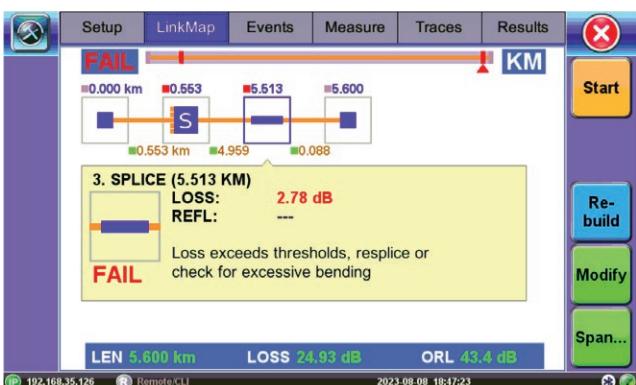 Setup LinkMap Events Measure Traces Results
FAIL KM
0.000 km 0.553 5.513 5.600
Start
S
0.553 km 4.959 0.088
3. SPLICE (5.513 KM)
LOSS: 2.78 dB
REFL: ---
Re-
build
Loss exceeds thresholds, resplice or
check for excessive bending
FAIL
Modify
Span...
LEN 5.600 km LOSS 24.93 dB ORL 43.4 dB
IP 192.168.35.126 R Remote/CLI 2023-08-08 18:47:23